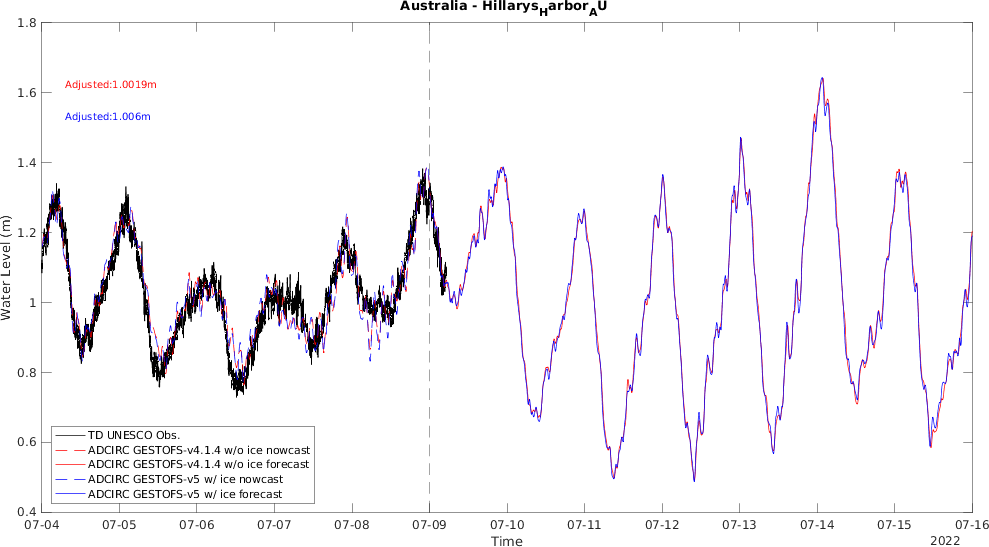 Australia - Hillarys_Harbor_AU
1.8
1.6
1.4
1.2
1
0.8
0.6
0.4
Water Level (m)
Adjusted:1.0019m
Adjusted:1.006m
TD UNESCO Obs.
ADCIRC GESTOFS-v4.1.4 w/o ice nowcast
ADCIRC GESTOFS-v4.1.4 w/o ice forecast
ADCIRC GESTOFS-v5 w/ ice nowcast
ADCIRC GESTOFS-v5 w/ ice forecast
07-04 07-05 07-06 07-07 07-08 07-09 07-10 07-11 07-12 07-13 07-14 07-15 07-16
Time
2022